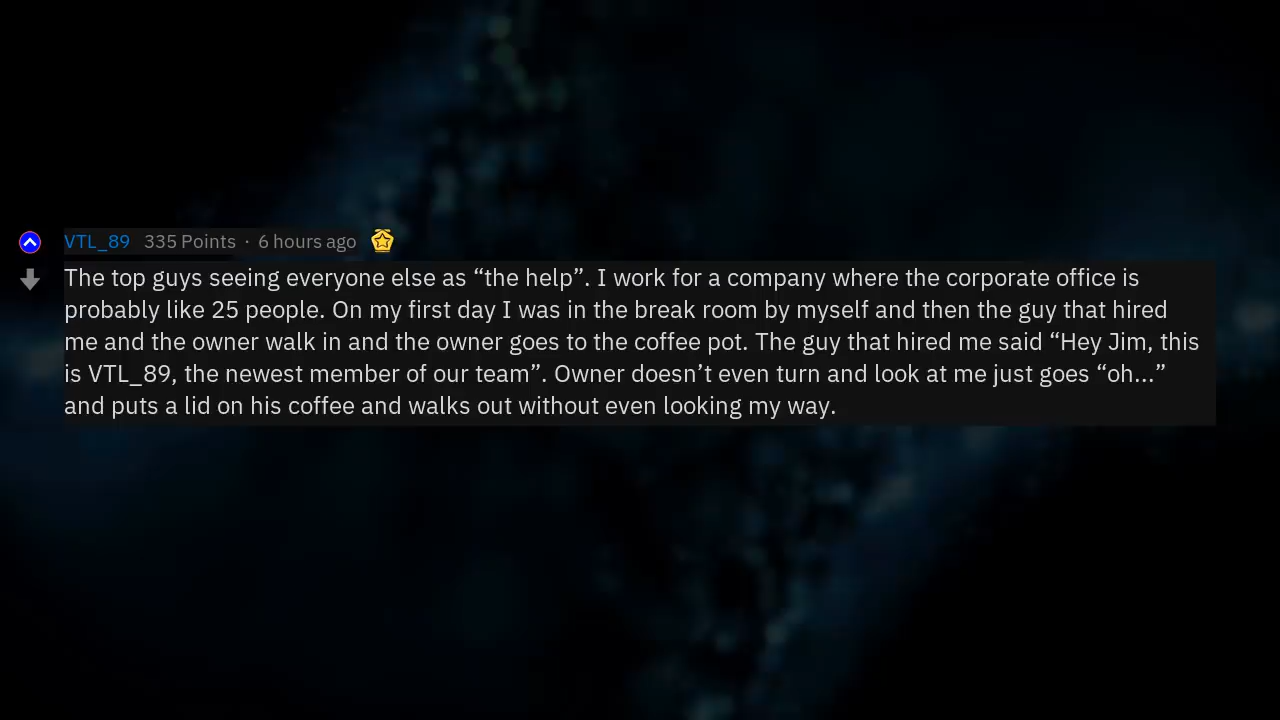 VTL_89 335 Points · 6 hours ago
The top guys seeing everyone else as “the help”. I work for a company where the corporate office is
probably like 25 people. On my first day I was in the break room by myself and then the guy that hired
me and the owner walk in and the owner goes to the coffee pot. The guy that hired me said “Hey Jim, this
is VTL_89, the newest member of our team”. Owner doesn’t even turn and look at me just goes “oh...”
and puts a lid on his coffee and walks out without even looking my way.